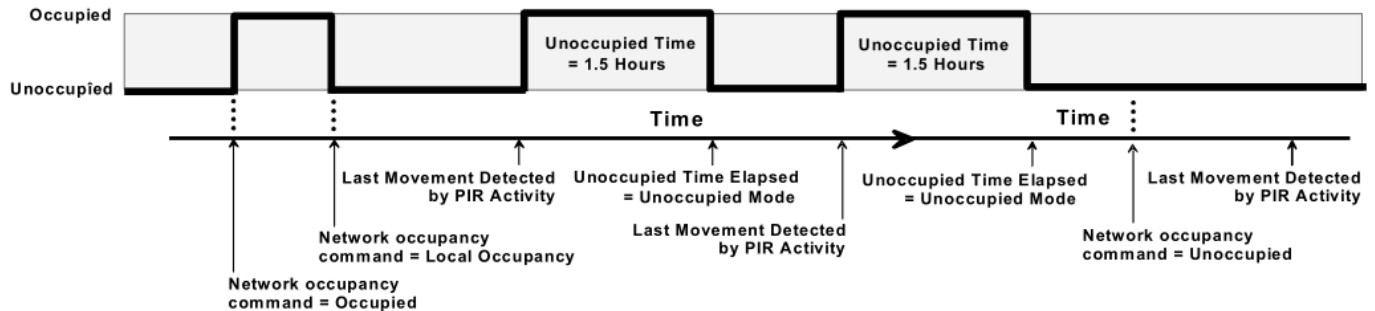 Occupied
Unoccupied
Unoccupied Time
= 1.5 Hours
Unoccupied Time
= 1.5 Hours
Time
Time
Last Movement Detected
by PIR Activity
Unoccupied Time Elapsed
= Unoccupied Mode
Unoccupied Time Elapsed
= Unoccupied Mode
Last Movement Detected
by PIR Activity
Last Movement Detected
by PIR Activity
Network occupancy
command = Local Occupancy
Network occupancy
command = Unoccupied
Network occupancy
command = Occupied